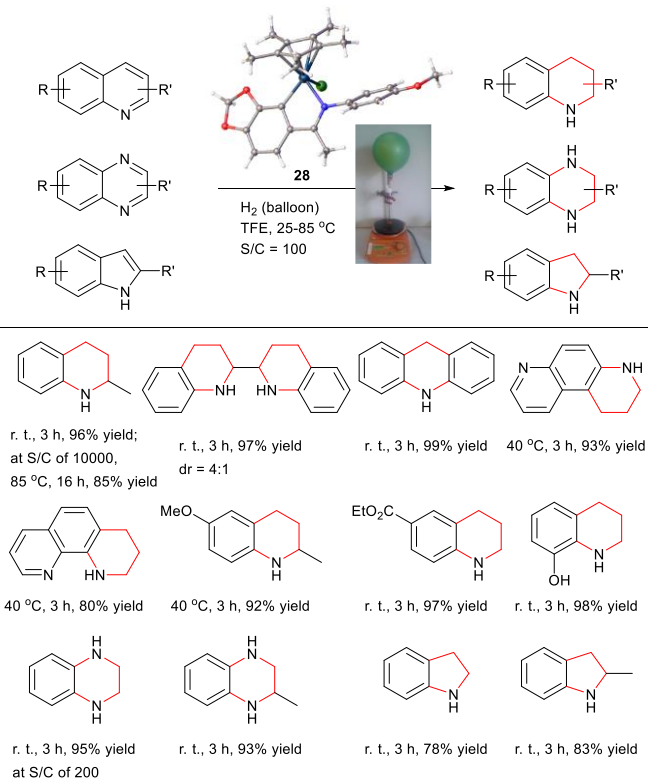 R
N
R'
R
N
N
R'
R
N
H
R'
28
H₂ (balloon)
TFE, 25-85 °C
S/C = 100
R
R'
N
H
H
N
R'
R
N
H
R
R'
N
H
N
H
NH
HN
N
H
N
NH
r. t., 3 h, 96% yield;
at S/C of 10000,
85 °C, 16 h, 85% yield
r. t., 3 h, 97% yield
dr = 4:1
r. t., 3 h, 99% yield
40 °C, 3 h, 93% yield
N
HN
MeO
N
H
EtO₂C
N
H
N
H
OH
40 °C, 3 h, 80% yield
40 °C, 3 h, 92% yield
r. t., 3 h, 97% yield
r. t., 3 h, 98% yield
H
N
N
H
H
N
N
H
N
H
N
H
r. t., 3 h, 95% yield
at S/C of 200
r. t., 3 h, 93% yield
r. t., 3 h, 78% yield
r. t., 3 h, 83% yield